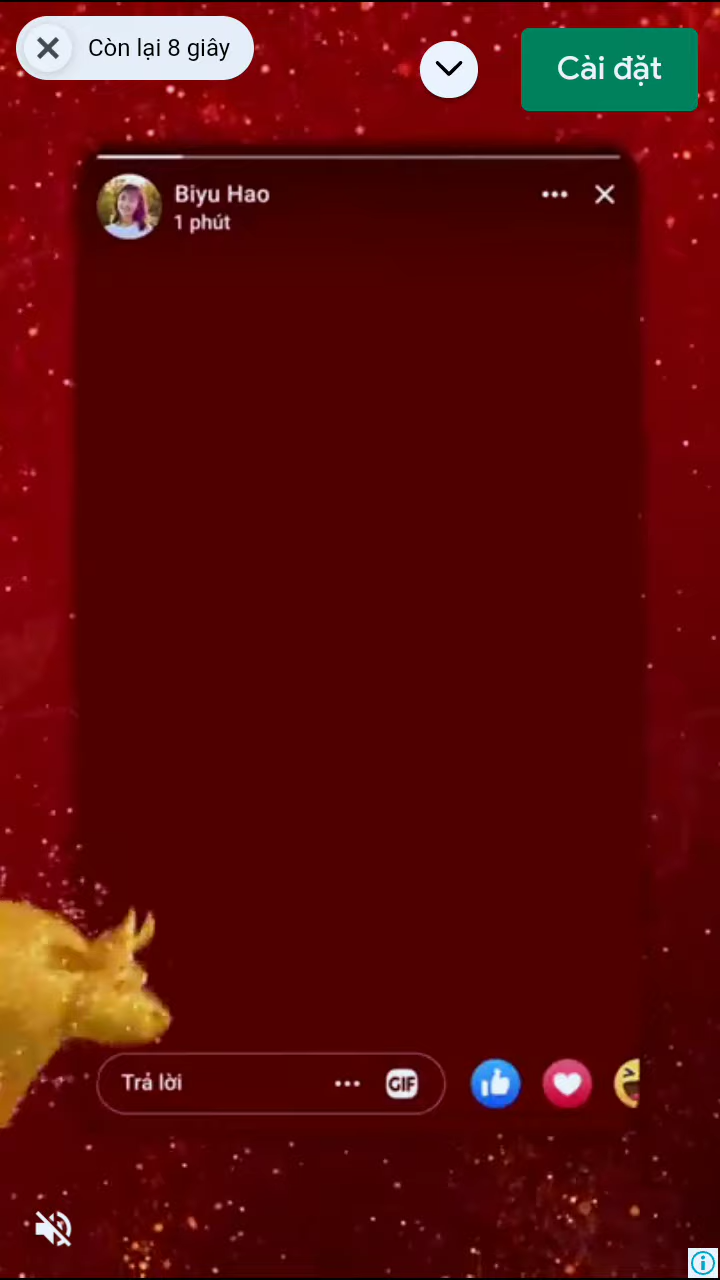 Còn lại 8 giây
Cài đặt
Biyu Hao
1 phút
Trả lời
GIF